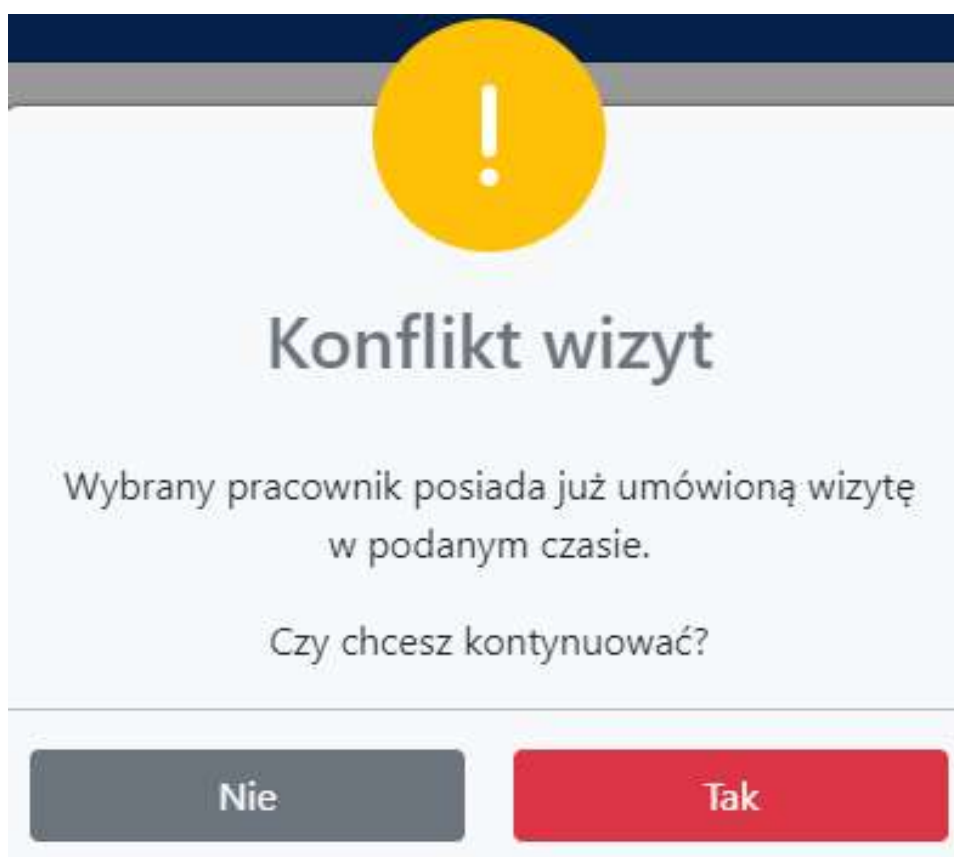 Konflikt wizyt
Wybrany pracownik posiada już umówioną wizytę
w podanym czasie.
Czy chcesz kontynuować?
Nie
Tak